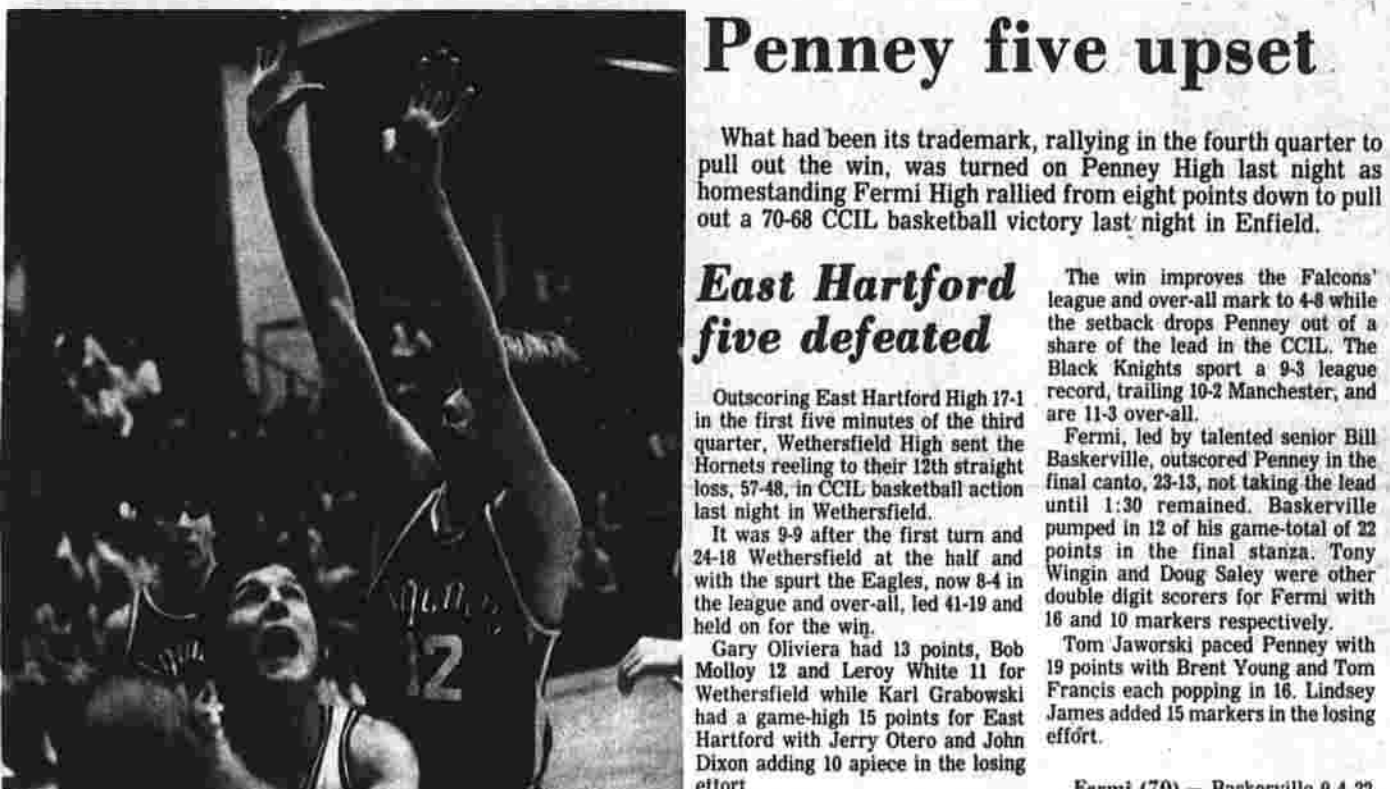 Penney five upset
What had been its trademark, rallying in the fourth quarter to
pull out the win, was turned on Penney High last night as
homestanding Fermi High rallied from eight points down to pull
out a 70-68 CCIL basketball victory last night in Enfield.
East Hartford
five defeated
Outscoring East Hartford High 17-1
in the first five minutes of the third
quarter, Wethersfield High sent the
Hornets reeling to their 12th straight
loss, 57-48, in CCIL basketball action
last night in Wethersfield.
It was 9-9 after the first turn and
24-18 Wethersfield at the half and
with the spurt the Eagles, now 8-4 in
the league and over-all, led 41-19 and
held on for the win.
Gary Oliviera had 13 points, Bob
Molloy 12 and Leroy White 11 for
Wethersfield while Karl Grabowski
had a game-high 15 points for East
Hartford with Jerry Otero and John
Dixon adding 10 apiece in the losing
effort
The win improves the Falcons'
league and over-all mark to 4-8 while
the setback drops Penney out of a
share of the lead in the CCIL. The
Black Knights sport a 9-3 league
record, trailing 10-2 Manchester, and
are 11-3 over-all.
Fermi, led by talented senior Bill
Baskerville, outscored Penney in the
final canto, 23-13, not taking the lead
until 1:30 remained. Baskerville
pumped in 12 of his game-total of 22
points in the final stanza. Tony
Wingin and Doug Saley were other
double digit scorers for Fermi with
16 and 10 markers respectively.
Tom Jaworski paced Penney with
19 points with Brent Young and Tom
Francis each popping in 16. Lindsey
James added 15 markers in the losing
effort.
Fermi (70) — Baskerville 9-4-22
12